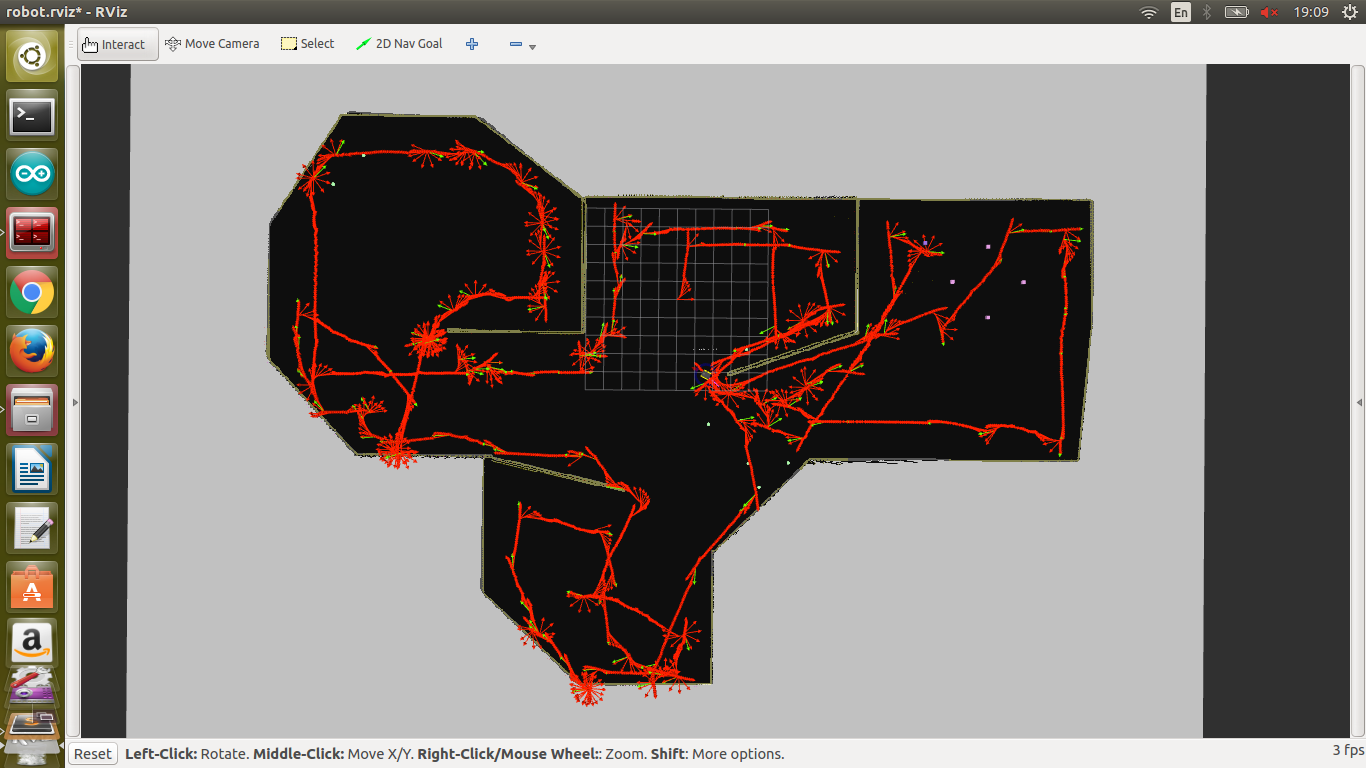 robot.rviz* - RViz
En
19:09
Interact
Move Camera
Select
2D Nav Goal
Reset
Left-Click: Rotate. Middle-Click: Move X/Y. Right-Click/Mouse Wheel:: Zoom. Shift: More options.
3 fps